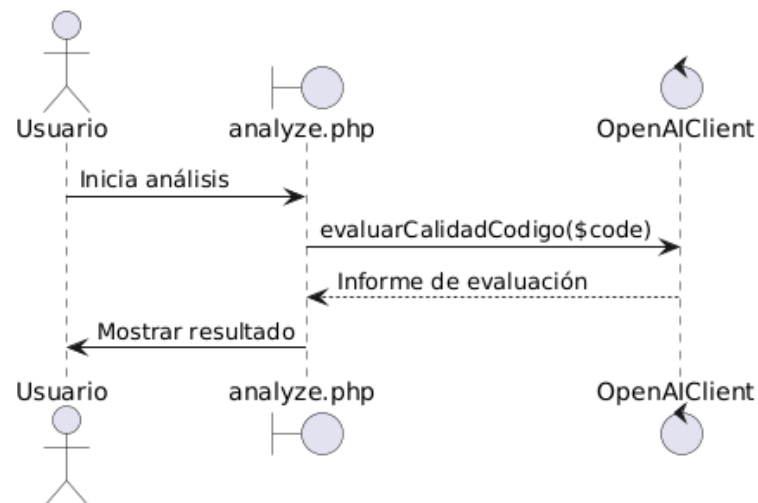 Usuario
analyze.php
OpenAIClient
Inicia análisis
evaluarCalidadCodigo($code)
Informe de evaluación
Mostrar resultado
Usuario
analyze.php
OpenAIClient